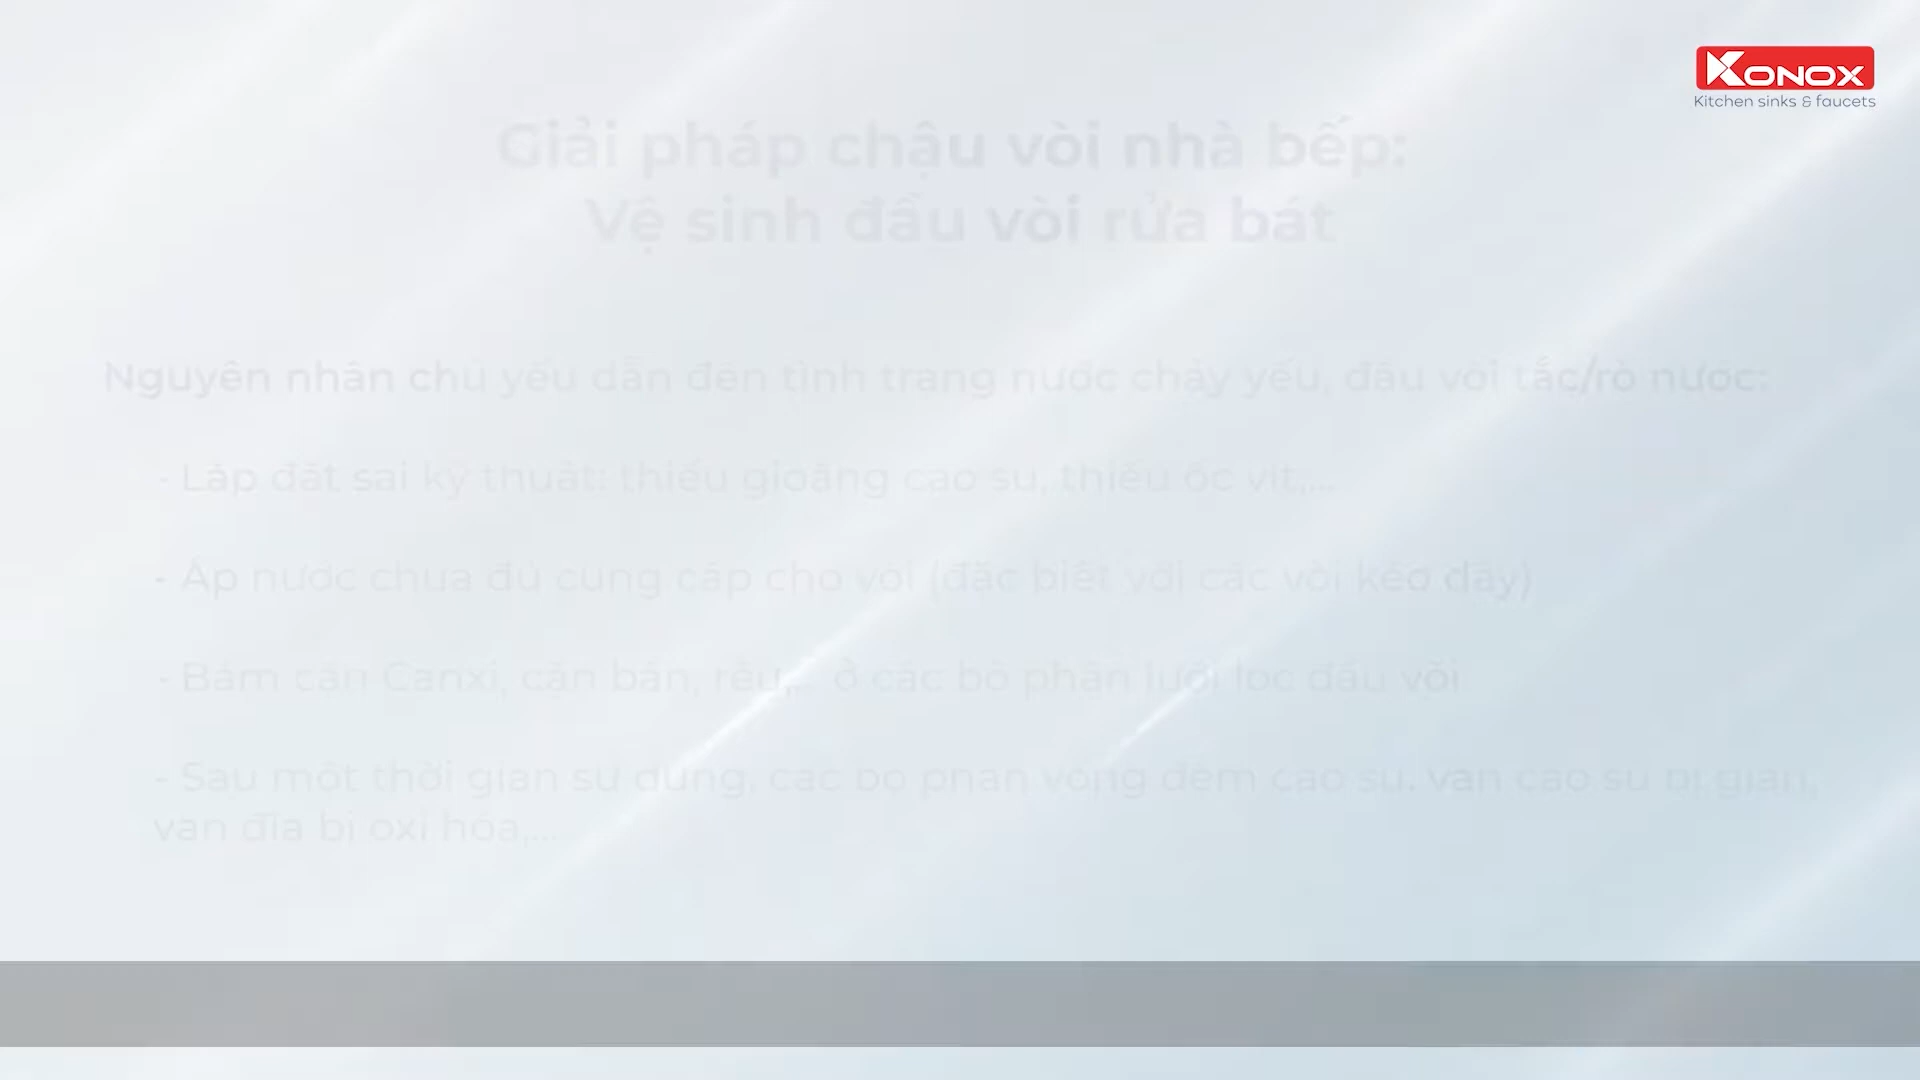 KONOX
Kitchen sinks & faucets
Giải pháp chậu vòi nhà bếp:
Vệ sinh đầu vòi rửa bát
Nguyên nhân chủ yếu dẫn đến tình trạng nước chảy yếu, đầu vòi tắc/rò nước:
- Lắp đặt sai kỹ thuật: thiếu gioăng cao su, thiếu ốc vít,...
- Áp nước chưa đủ cung cấp cho vòi (đặc biệt với các vòi kéo dây)
- Bám cặn Canxi, cặn bẩn, rêu,... ở các bộ phận lưới lọc đầu vòi
- Sau một thời gian sử dụng, các bộ phận vòng đệm cao su, van cao su bị giãn,
van đĩa bị oxi hóa,...